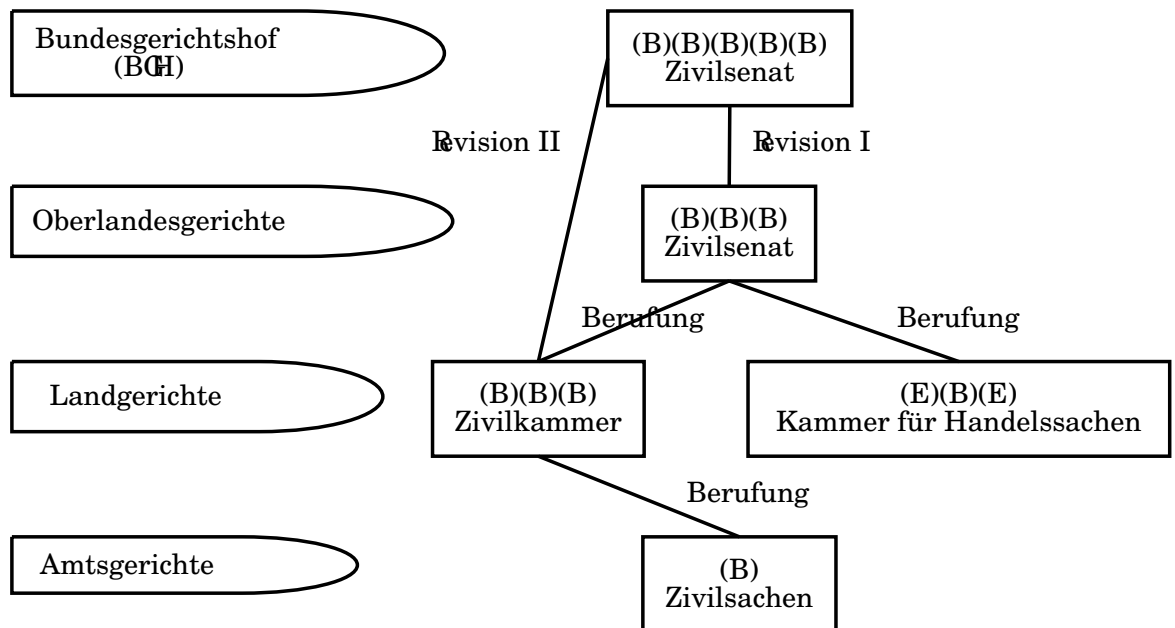 Bundesgerichtshof
(BGH)
(B)(B)(B)(B)(B)
Zivilsenat
Revision II
Revision I
Oberlandesgerichte
(B)(B)(B)
Zivilsenat
Berufung
Berufung
Landgerichte
(B)(B)(B)
Zivilkammer
(E)(B)(E)
Kammer für Handelssachen
Berufung
Amtsgerichte
(B)
Zivilsachen